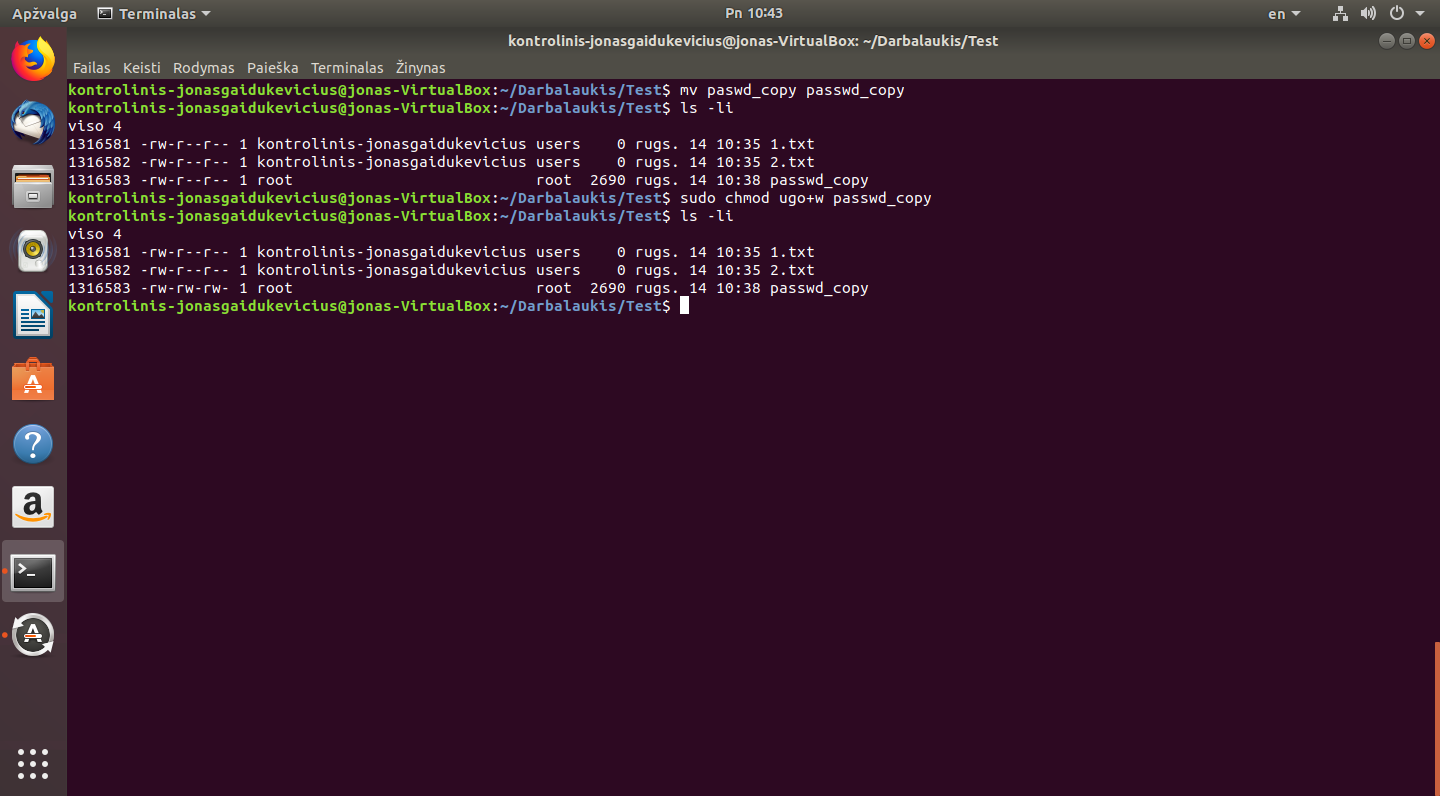 Apžvalga Terminalas Pn 10:43 en
kontrolinis-jonasgaidukevicius@jonas-VirtualBox: ~/Darbalaukis/Test
Failas Keisti Rodymas Paieška Terminalas Žinynas
kontrolinis-jonasgaidukevicius@jonas-VirtualBox:~/Darbalaukis/Test$ mv paswd_copy passwd_copy
kontrolinis-jonasgaidukevicius@jonas-VirtualBox:~/Darbalaukis/Test$ ls -li
viso 4
1316581 -rw-r--r-- 1 kontrolinis-jonasgaidukevicius users    0 rugs. 14 10:35 1.txt
1316582 -rw-r--r-- 1 kontrolinis-jonasgaidukevicius users    0 rugs. 14 10:35 2.txt
1316583 -rw-r--r-- 1 root                           root  2690 rugs. 14 10:38 passwd_copy
kontrolinis-jonasgaidukevicius@jonas-VirtualBox:~/Darbalaukis/Test$ sudo chmod ugo+w passwd_copy
kontrolinis-jonasgaidukevicius@jonas-VirtualBox:~/Darbalaukis/Test$ ls -li
viso 4
1316581 -rw-r--r-- 1 kontrolinis-jonasgaidukevicius users    0 rugs. 14 10:35 1.txt
1316582 -rw-r--r-- 1 kontrolinis-jonasgaidukevicius users    0 rugs. 14 10:35 2.txt
1316583 -rw-rw-rw- 1 root                           root  2690 rugs. 14 10:38 passwd_copy
kontrolinis-jonasgaidukevicius@jonas-VirtualBox:~/Darbalaukis/Test$